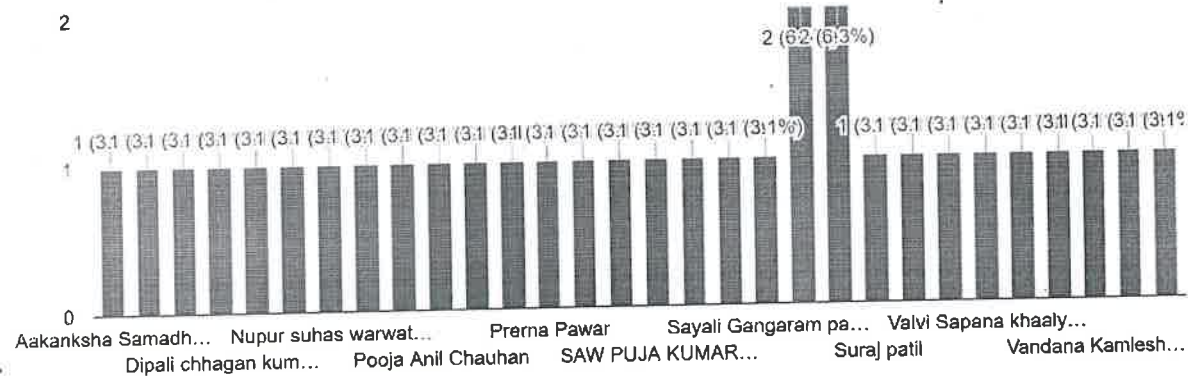 2
2 (6.2 (6.3%)
1 (3.1 (3.1 (3.1 (3.1 (3.1 (3.1 (3.1 (3.1 (3.1 (3.1 (3.1 (3.1 (3.1 (3.1 (3.1 (3.1 (3.1 (3.1 (3.1%) 1 (3.1 (3.1 (3.1 (3.1 (3.1 (3.1 (3.1 (3.1 (3.1%
1
0
Aakanksha Samadh... Nupur suhas warwat... Prerna Pawar Sayali Gangaram pa... Valvi Sapana khaaly...
Dipali chhagan kum... Pooja Anil Chauhan SAW PUJA KUMAR... Suraj patil Vandana Kamlesh...